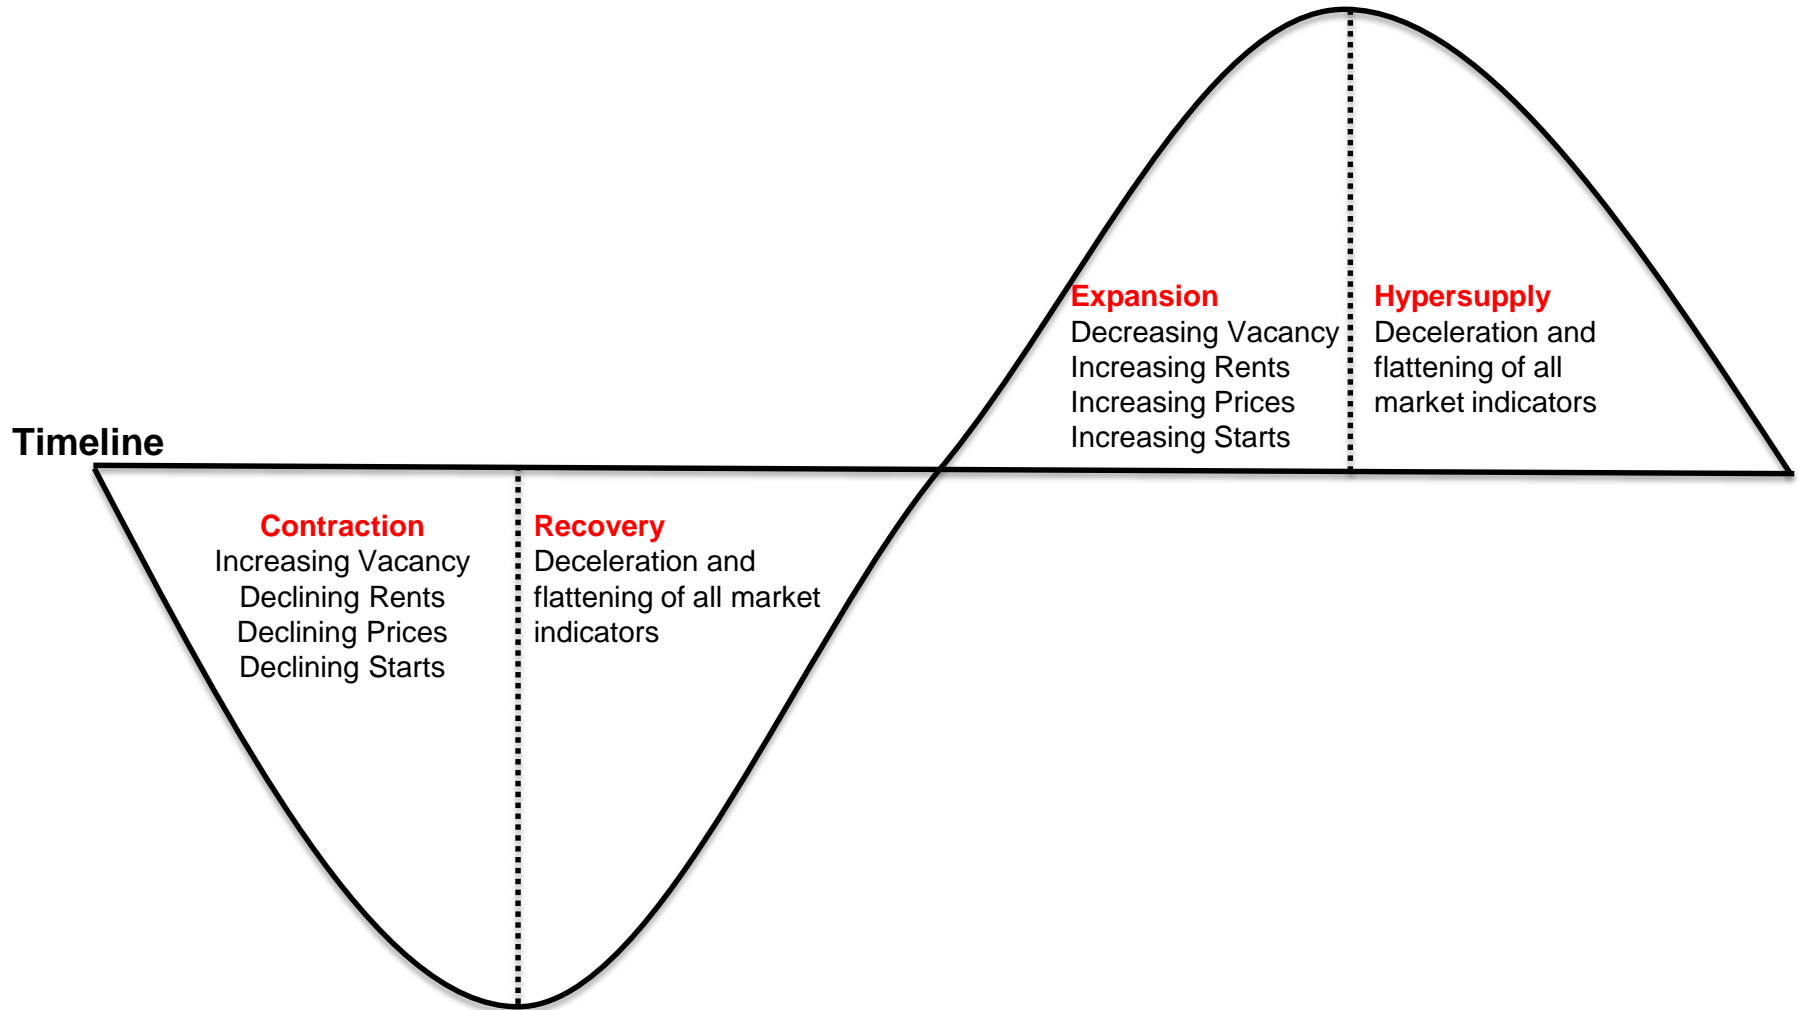 Expansion
Decreasing Vacancy
Increasing Rents
Increasing Prices
Increasing Starts
Hypersupply
Deceleration and
flattening of all
market indicators
Timeline
Contraction
Increasing Vacancy
Declining Rents
Declining Prices
Declining Starts
Recovery
Deceleration and
flattening of all market
indicators